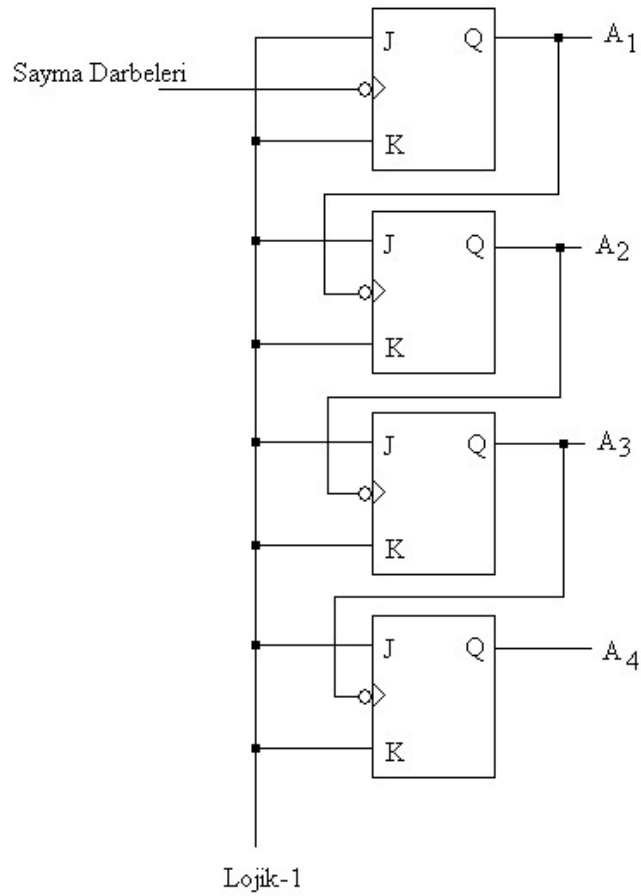 J Q A1
Sayma Darbeleri
K
J Q A2
K
J Q A3
K
J Q A4
K
Lojik-1